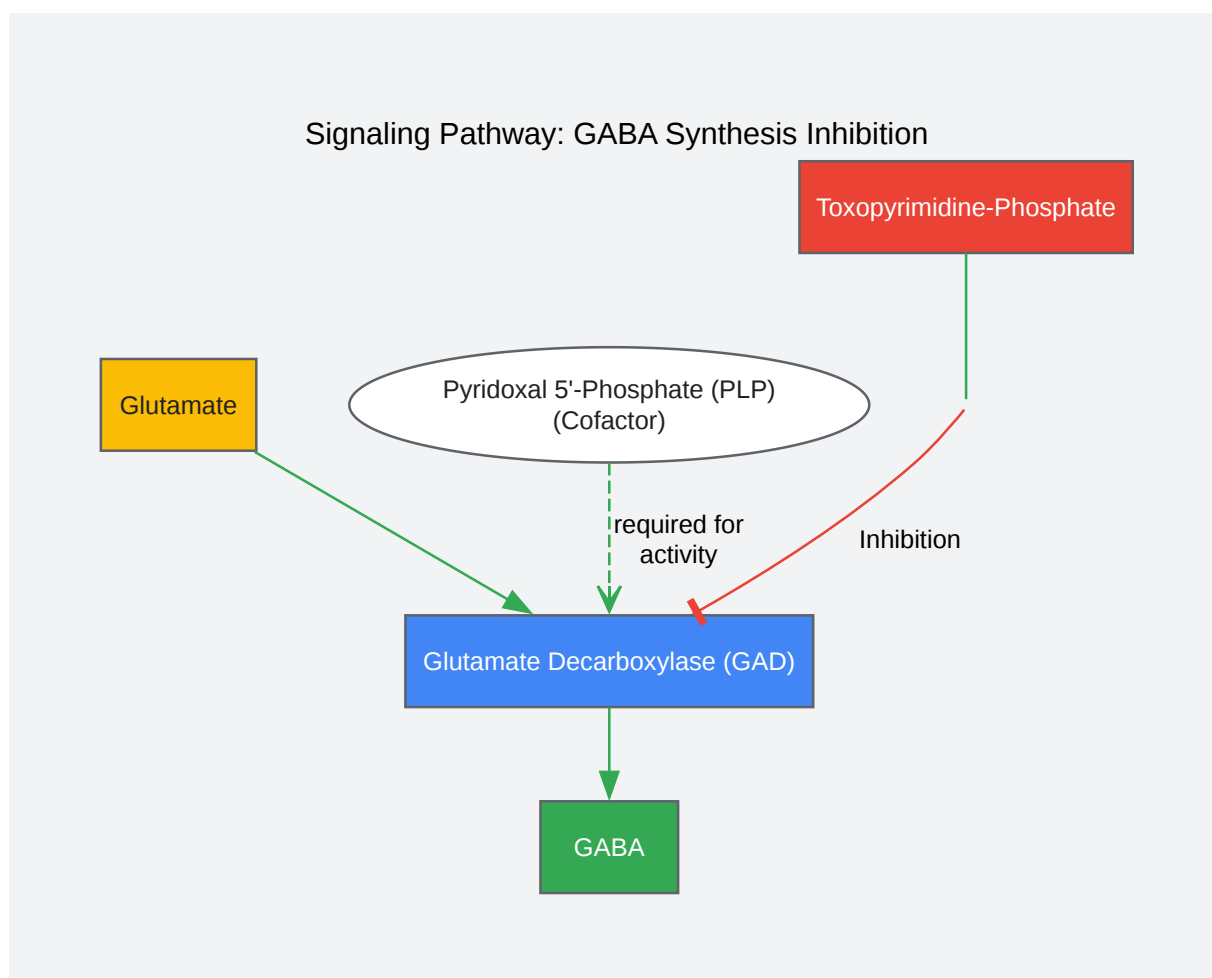 Signaling Pathway: GABA Synthesis Inhibition
Toxopyrimidine-Phosphate
Glutamate
Pyridoxal 5'-Phosphate (PLP)
(Cofactor)
required for
activity
Inhibition
Glutamate Decarboxylase (GAD)
GABA